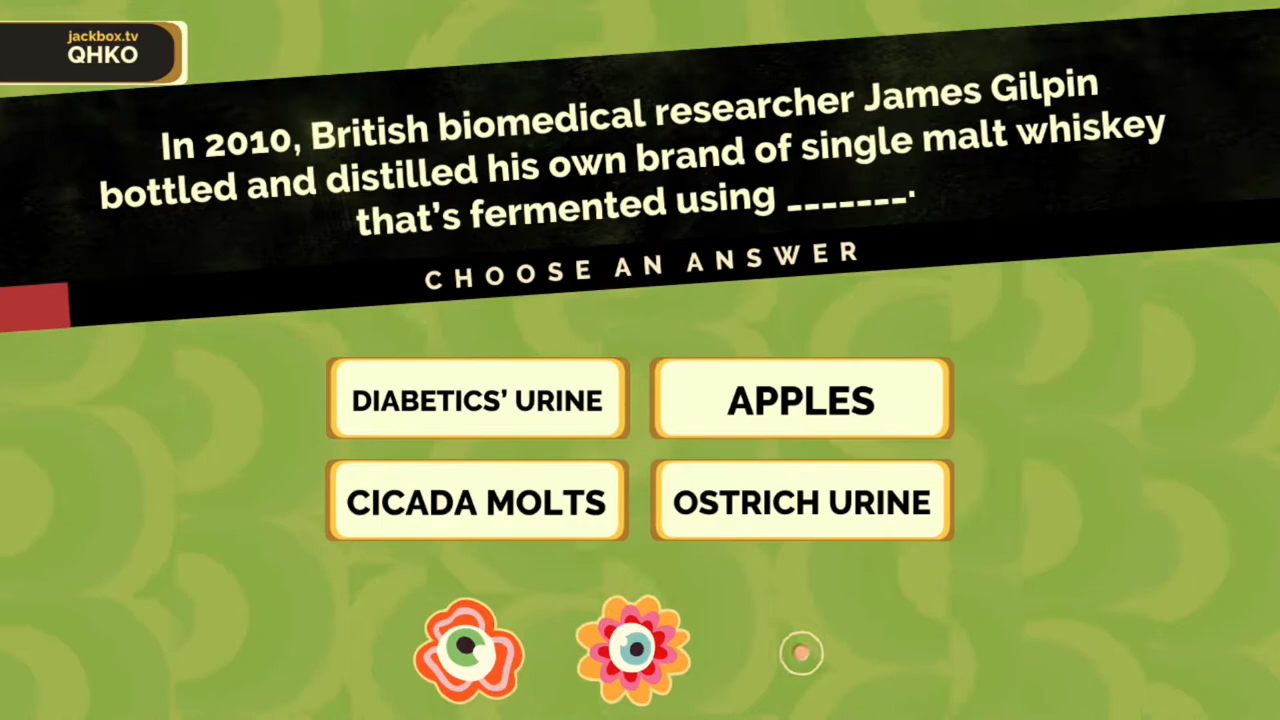 jackbox.tv
QHKO
In 2010, British biomedical researcher James Gilpin
bottled and distilled his own brand of single malt whiskey
that's fermented using _______.
CHOOSE AN ANSWER
DIABETICS' URINE
APPLES
CICADA MOLTS
OSTRICH URINE